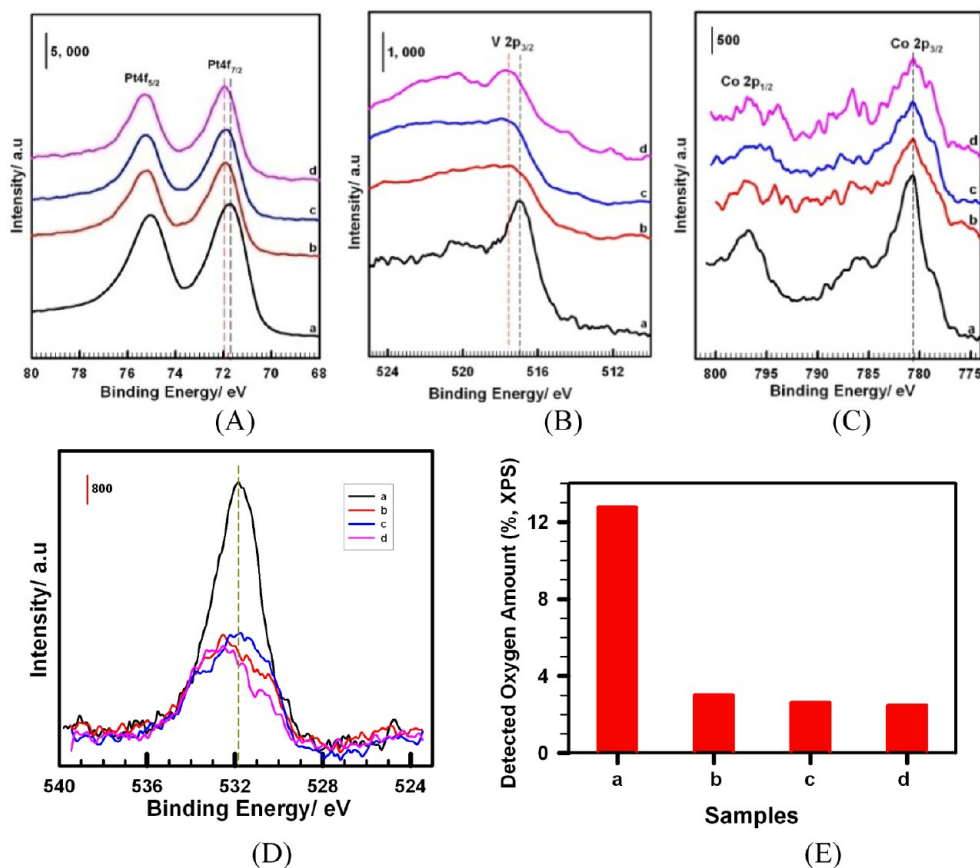 5, 000
Pt4f5/2
Pt4f7/2
d
c
b
a
Intensity/ a.u
80 78 76 74 72 70 68
Binding Energy/ eV
(A)
1, 000
V 2p3/2
d
c
b
a
Intensity/ a.u
524 520 516 512
Binding Energy/ eV
(B)
500
Co 2p3/2
Co 2p1/2
d
c
b
a
Intensity/ a.u
800 795 790 785 780 775
Binding Energy/ eV
(C)
800
a
b
c
d
Intensity/ a.u
540 536 532 528 524
Binding Energy/ eV
(D)
Detected Oxygen Amount (%, XPS)
12
8
4
0
a b c d
Samples
(E)